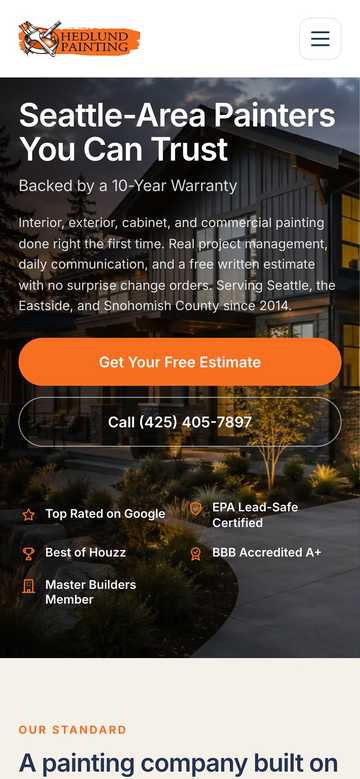 HEDLUND
PAINTING
Seattle-Area Painters
You Can Trust
Backed by a 10-Year Warranty
Interior, exterior, cabinet, and commercial painting
done right the first time. Real project management,
daily communication, and a free written estimate
with no surprise change orders. Serving Seattle, the
Eastside, and Snohomish County since 2014.
Get Your Free Estimate
Call (425) 405-7897
Top Rated on Google
EPA Lead-Safe
Certified
Best of Houzz
BBB Accredited A+
Master Builders
Member
OUR STANDARD
A painting company built on